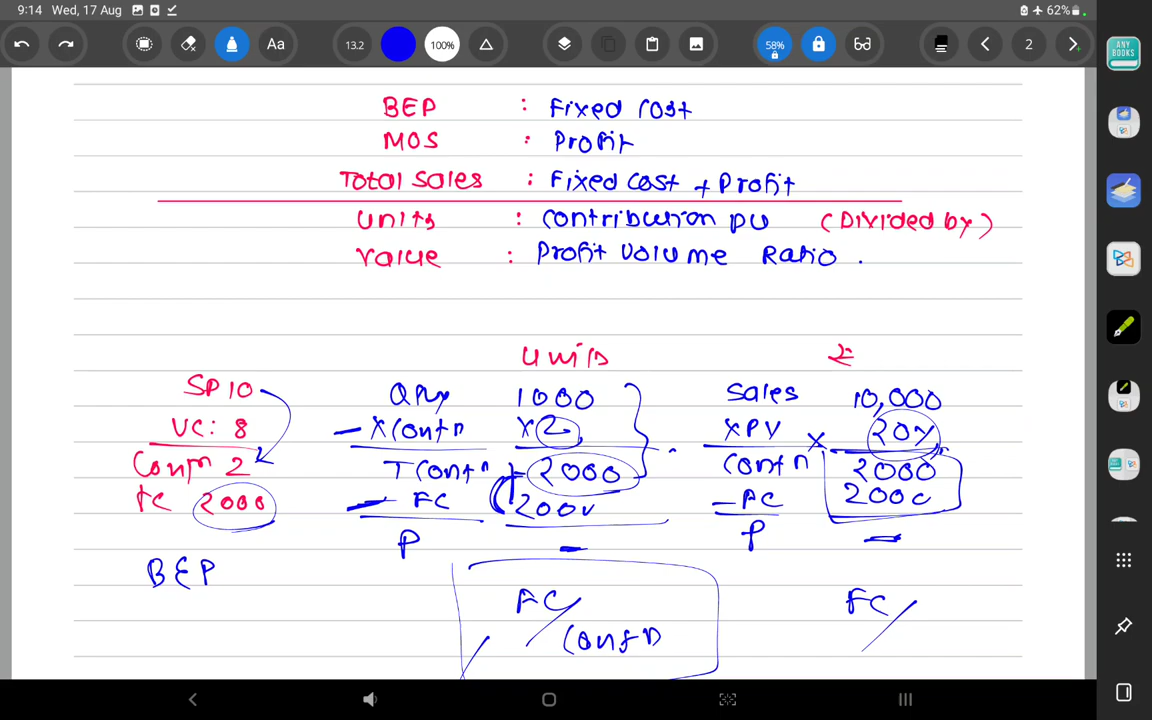 9:14 Wed, 17 Aug
62%
Aa 13.2 100% 58% 2
ANY BOOKS
BEP : Fixed Cost
MOS : Profit
Total Sales : Fixed Cost + Profit
Units : Contribution PU (Divided by)
Value : Profit Volume Ratio .
Units
SP 10 Qty 1000 Sales 10,000
VC: 8 - X Contn X 2 X PV X 20%
Contn 2 T Contn 2000 Contn 2000
FC 2000 - FC 2000 - FC 2000
P - P -
BEP
FC / FC /
Contn